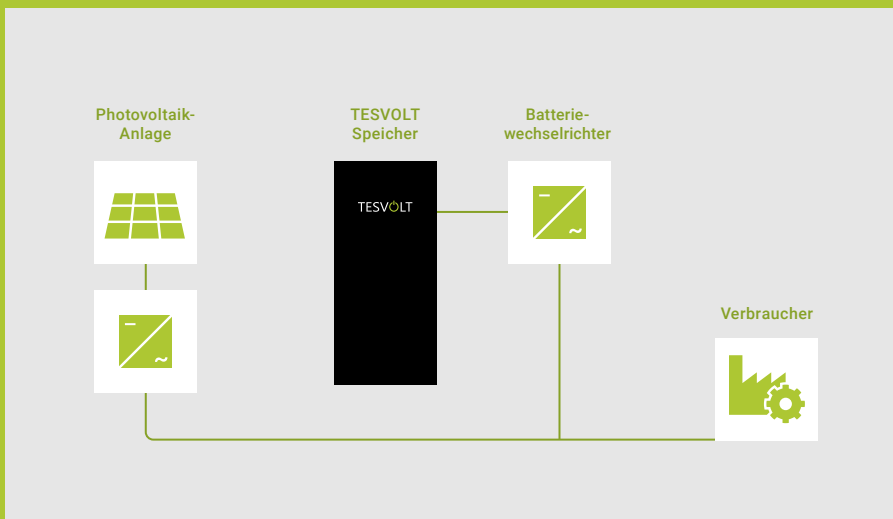 Photovoltaik-
Anlage
TESVOLT
Speicher
Batterie-
wechselrichter
TESVOLT
Verbraucher